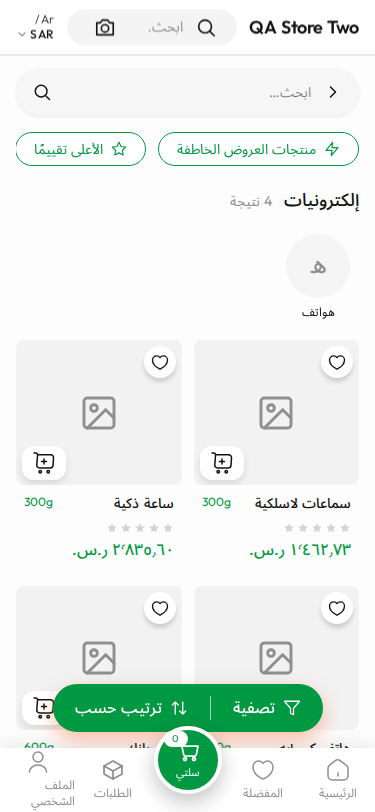 QA Store Two
ابحث.
Ar /
SAR
ابحث...
منتجات العروض الخاطفة
الأعلى تقييمًا
إلكترونيات 4 نتيجة
هـ
هواتف
سماعات لاسلكية 300g
١٬٤٦٢٫٧٣ ر.س.
ساعة ذكية 300g
٢٬٨٣٥٫٦٠ ر.س.
تصفية
ترتيب حسب
600g
0
الرئيسية
المفضلة
سلتي
الطلبات
الملف
الشخصي